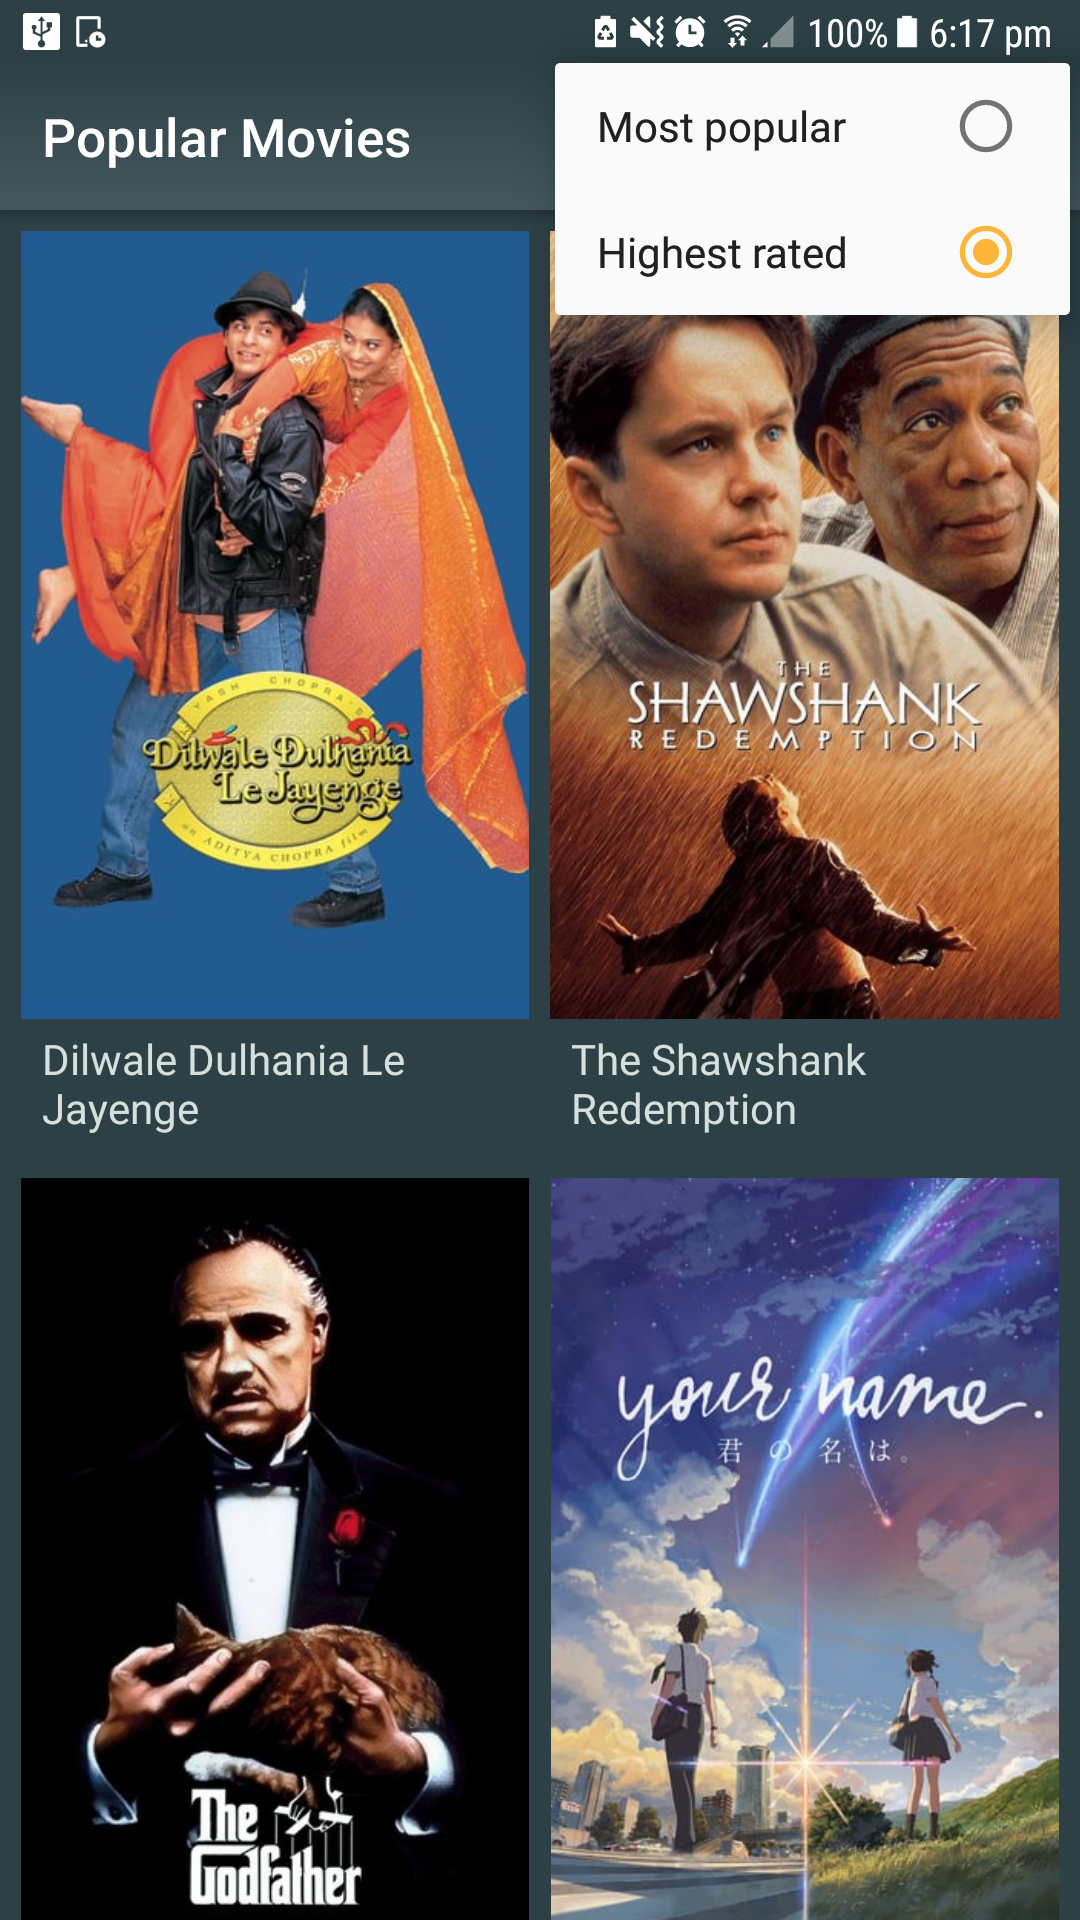 100% 6:17 pm
Popular Movies
Most popular
Highest rated
YASH CHOPRA'S
Dilwale Dulhania
Le Jayenge
an ADITYA CHOPRA film
THE
SHAWSHANK
REDEMPTION
Dilwale Dulhania Le
Jayenge
The Shawshank
Redemption
The
Godfather
your name.
君の名は。